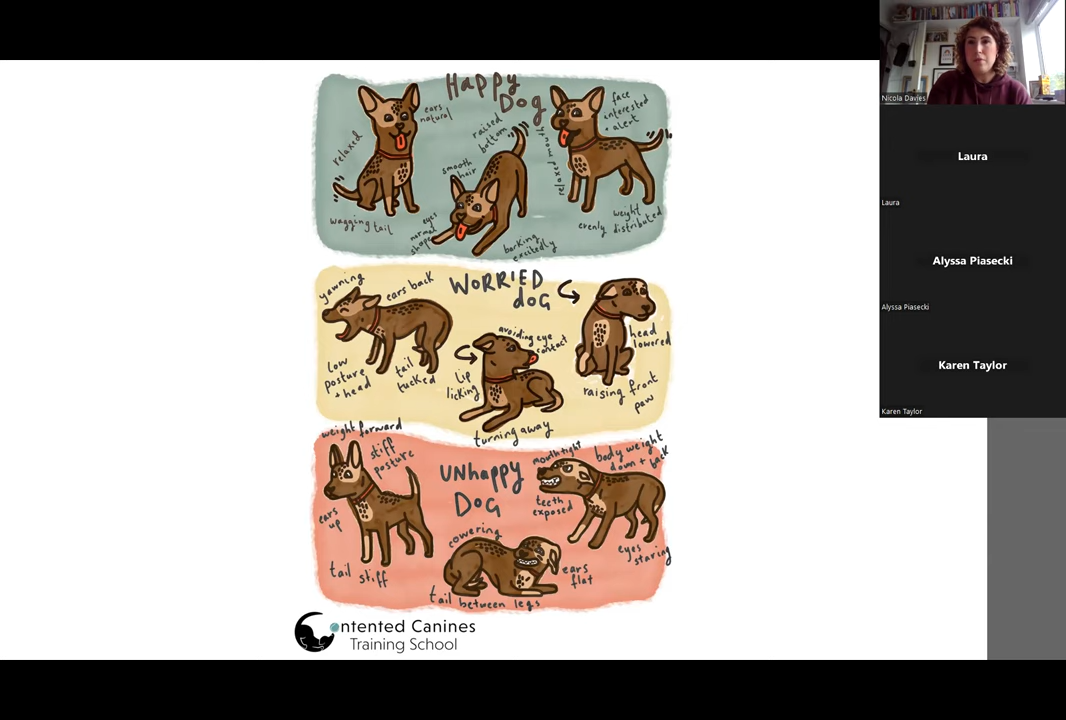 Happy
Dog
ears
natural
relaxed
wagging tail
raised
bottom
smooth
hair
eyes
normal
shape
barking
excitedly
relaxed mouth
face
interested
+ alert
weight
evenly distributed
WORRIED
dog
yawning
ears back
low
posture
+ head
tail
tucked
avoiding eye
contact
lip
licking
turning away
head
lowered
raising front
paw
UNhappy
DOG
weight forward
stiff
posture
ears
up
tail stiff
cowering
ears
flat
tail between legs
mouth tight
body weight
down + back
teeth
exposed
eyes
staring
ntented Canines
Training School
Nicola Davies
Laura
Laura
Alyssa Piasecki
Alyssa Piasecki
Karen Taylor
Karen Taylor